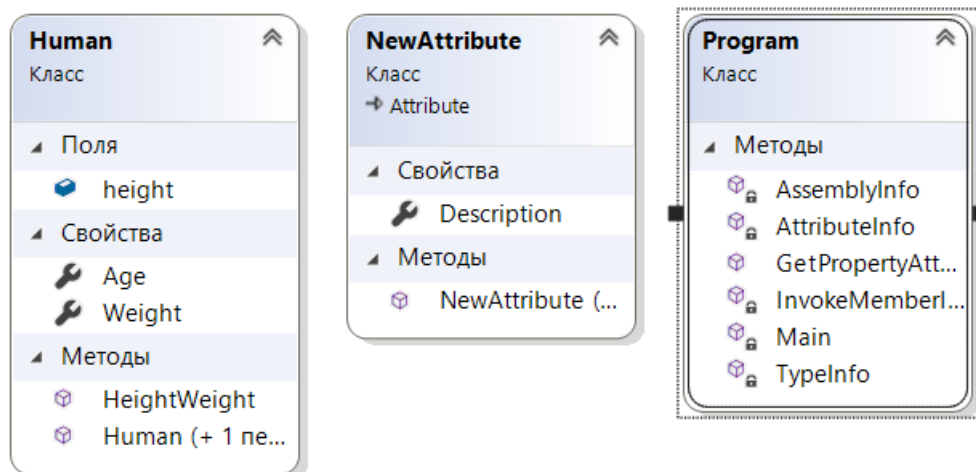 Human
Класс
Поля
height
Свойства
Age
Weight
Методы
HeightWeight
Human (+ 1 пе...
NewAttribute
Класс
Attribute
Свойства
Description
Методы
NewAttribute (...
Program
Класс
Методы
AssemblyInfo
AttributeInfo
GetPropertyAtt...
InvokeMemberI...
Main
TypeInfo